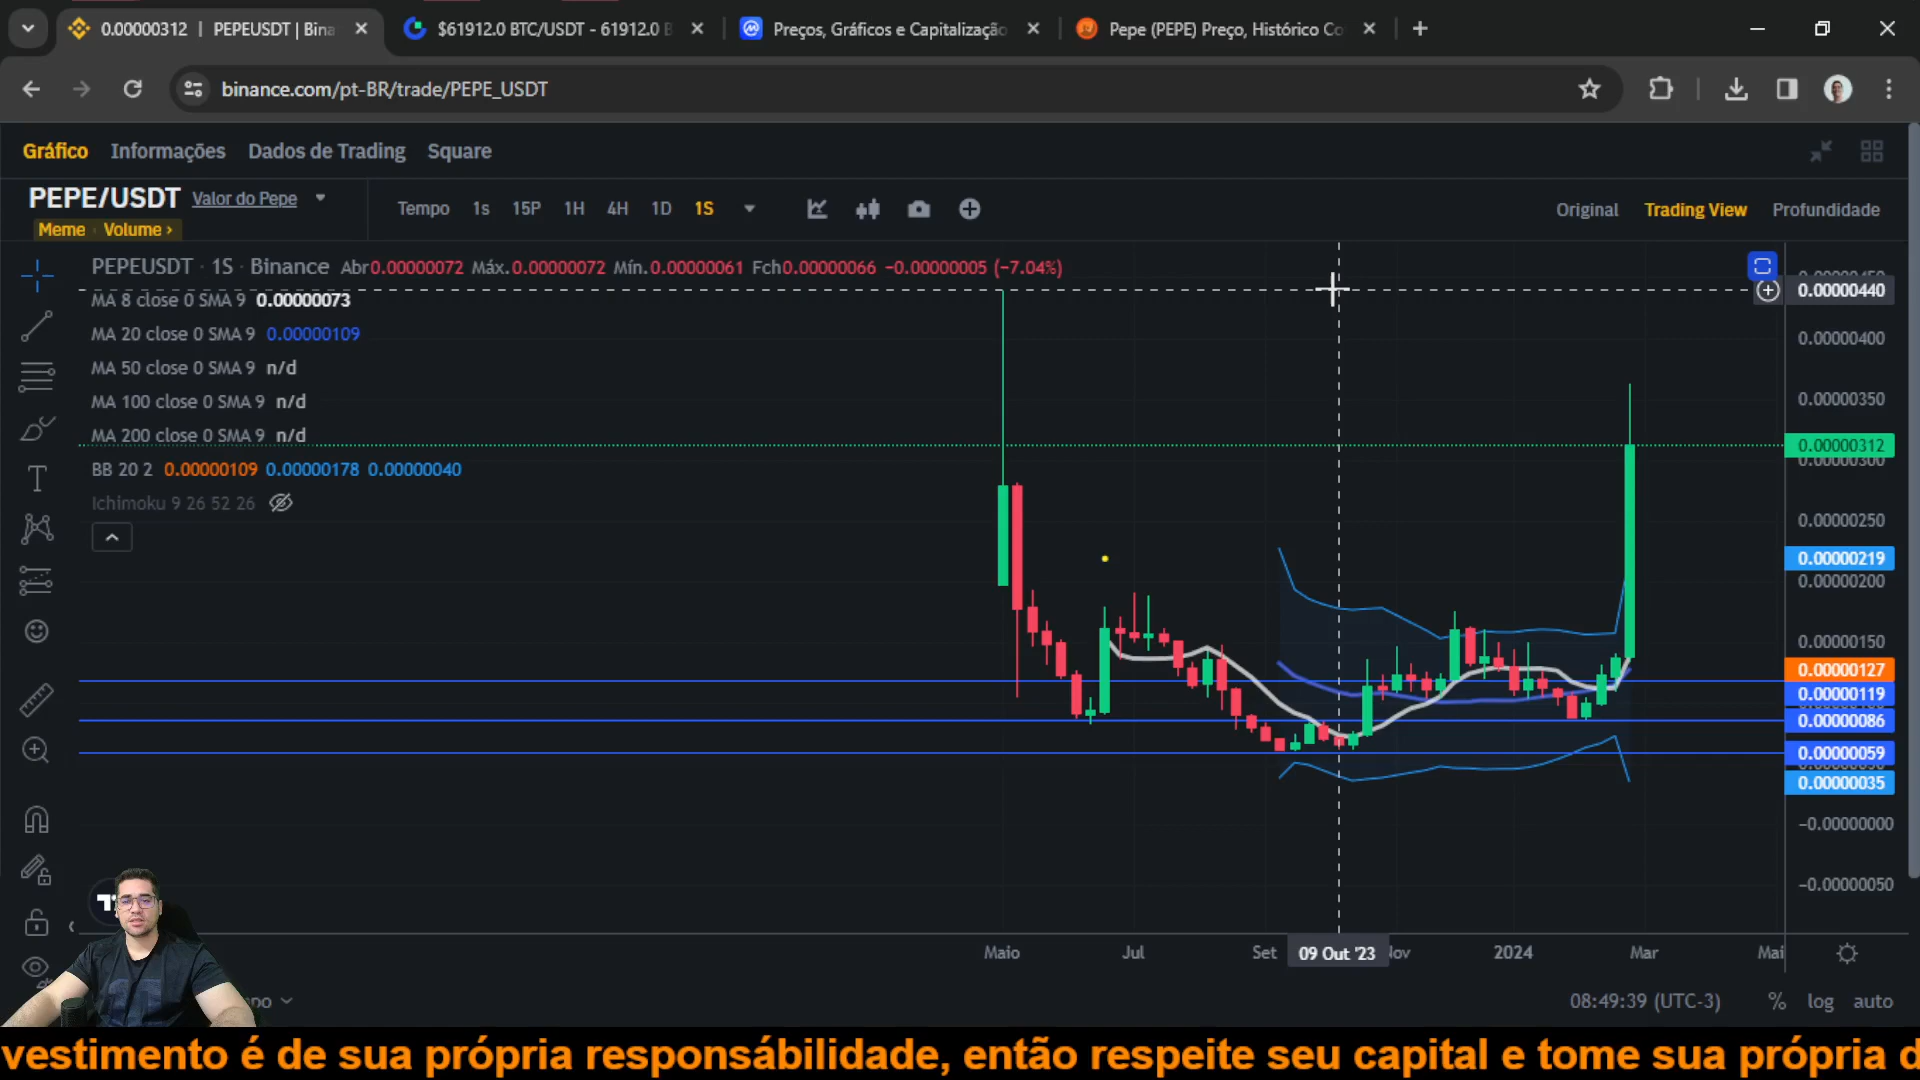 0.00000312 | PEPEUSDT | Bina
$61912.0 BTC/USDT - 61912.0 B
Preços, Gráficos e Capitalização
Pepe (PEPE) Preço, Histórico Co
binance.com/pt-BR/trade/PEPE_USDT
Gráfico Informações Dados de Trading Square
PEPE/USDT Valor do Pepe
Meme Volume ›
Tempo 1s 15P 1H 4H 1D 1S
Original Trading View Profundidade
PEPEUSDT · 1S · Binance Abr0.00000072 Máx.0.00000072 Mín.0.00000061 Fch0.00000066 −0.00000005 (−7.04%)
MA 8 close 0 SMA 9 0.00000073
MA 20 close 0 SMA 9 0.00000109
MA 50 close 0 SMA 9 n/d
MA 100 close 0 SMA 9 n/d
MA 200 close 0 SMA 9 n/d
BB 20 2 0.00000109 0.00000178 0.00000040
Ichimoku 9 26 52 26
0.00000450
0.00000440
0.00000400
0.00000350
0.00000312
0.00000300
0.00000250
0.00000219
0.00000200
0.00000150
0.00000127
0.00000119
0.00000086
0.00000059
0.00000035
−0.00000000
−0.00000050
Maio Jul Set 09 Out '23 Nov 2024 Mar Mai
08:49:39 (UTC-3) % log auto
vestimento é de sua própria responsábilidade, então respeite seu capital e tome sua própria d